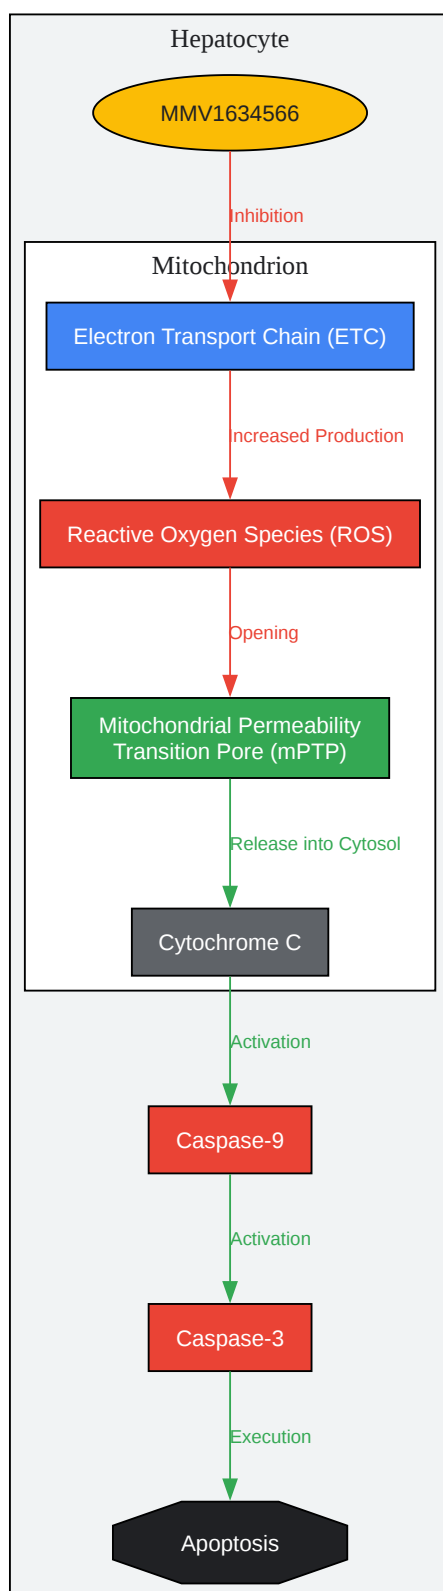 Hepatocyte
MMV1634566
Inhibition
Mitochondrion
Electron Transport Chain (ETC)
Increased Production
Reactive Oxygen Species (ROS)
Opening
Mitochondrial Permeability
Transition Pore (mPTP)
Release into Cytosol
Cytochrome C
Activation
Caspase-9
Activation
Caspase-3
Execution
Apoptosis